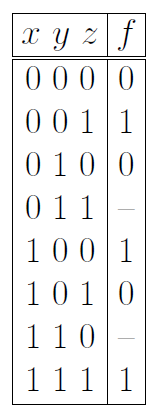 x y z f
0 0 0 0
0 0 1 1
0 1 0 0
0 1 1 –
1 0 0 1
1 0 1 0
1 1 0 –
1 1 1 1